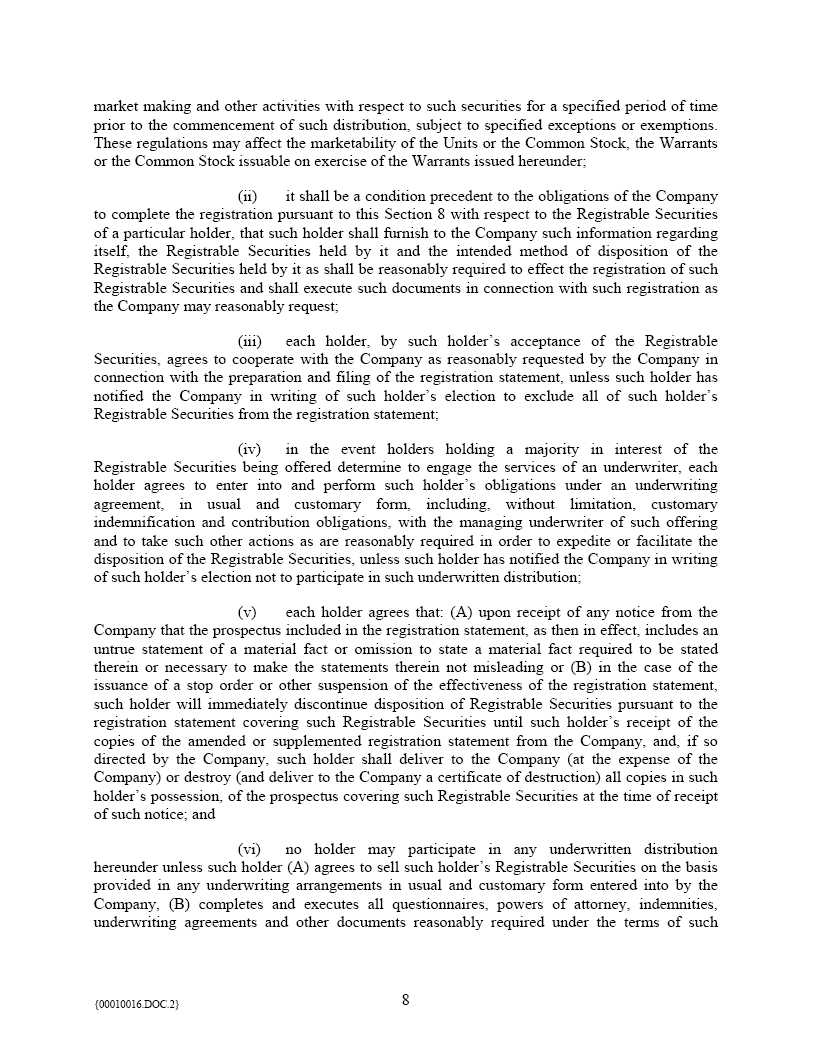 market making and other activities with respect to such securities for a specified period of time
prior to the commencement of such distribution, subject to specified exceptions or exemptions.
These regulations may affect the marketability of the Units or the Common Stock, the Warrants
or the Common Stock issuable on exercise of the Warrants issued hereunder;
(ii) it shall be a condition precedent to the obligations of the Company
to complete the registration pursuant to this Section 8 with respect to the Registrable Securities
of a particular holder, that such holder shall furnish to the Company such information regarding
itself, the Registrable Securities held by it and the intended method of disposition of the
Registrable Securities held by it as shall be reasonably required to effect the registration of such
Registrable Securities and shall execute such documents in connection with such registration as
the Company may reasonably request;
(iii) each holder, by such holder's acceptance of the Registrable
Securities, agrees to cooperate with the Company as reasonably requested by the Company in
connection with the preparation and filing of the registration statement, unless such holder has
notified the Company in writing of such holder's election to exclude all of such holder's
Registrable Securities from the registration statement;
(iv) in the event holders holding a majority in interest of the
Registrable Securities being offered determine to engage the services of an underwriter, each
holder agrees to enter into and perform such holder's obligations under an underwriting
agreement, in usual and customary form, including, without limitation, customary
indemnification and contribution obligations, with the managing underwriter of such offering
and to take such other actions as are reasonably required in order to expedite or facilitate the
disposition of the Registrable Securities, unless such holder has notified the Company in writing
of such holder's election not to participate in such underwritten distribution;
(v) each holder agrees that: (A) upon receipt of any notice from the
Company that the prospectus included in the registration statement, as then in effect, includes an
untrue statement of a material fact or omission to state a material fact required to be stated
therein or necessary to make the statements therein not misleading or (B) in the case of the
issuance of a stop order or other suspension of the effectiveness of the registration statement,
such holder will immediately discontinue disposition of Registrable Securities pursuant to the
registration statement covering such Registrable Securities until such holder's receipt of the
copies of the amended or supplemented registration statement from the Company, and, if so
directed by the Company, such holder shall deliver to the Company (at the expense of the
Company) or destroy (and deliver to the Company a certificate of destruction) all copies in such
holder's possession, of the prospectus covering such Registrable Securities at the time of receipt
of such notice; and
(vi) no holder may participate in any underwritten distribution
hereunder unless such holder (A) agrees to sell such holder's Registrable Securities on the basis
provided in any underwriting arrangements in usual and customary form entered into by the
Company, (B) completes and executes all questionnaires, powers of attorney, indemnities,
underwriting agreements and other documents reasonably required under the terms of such
{00010016.DOC.2}
8